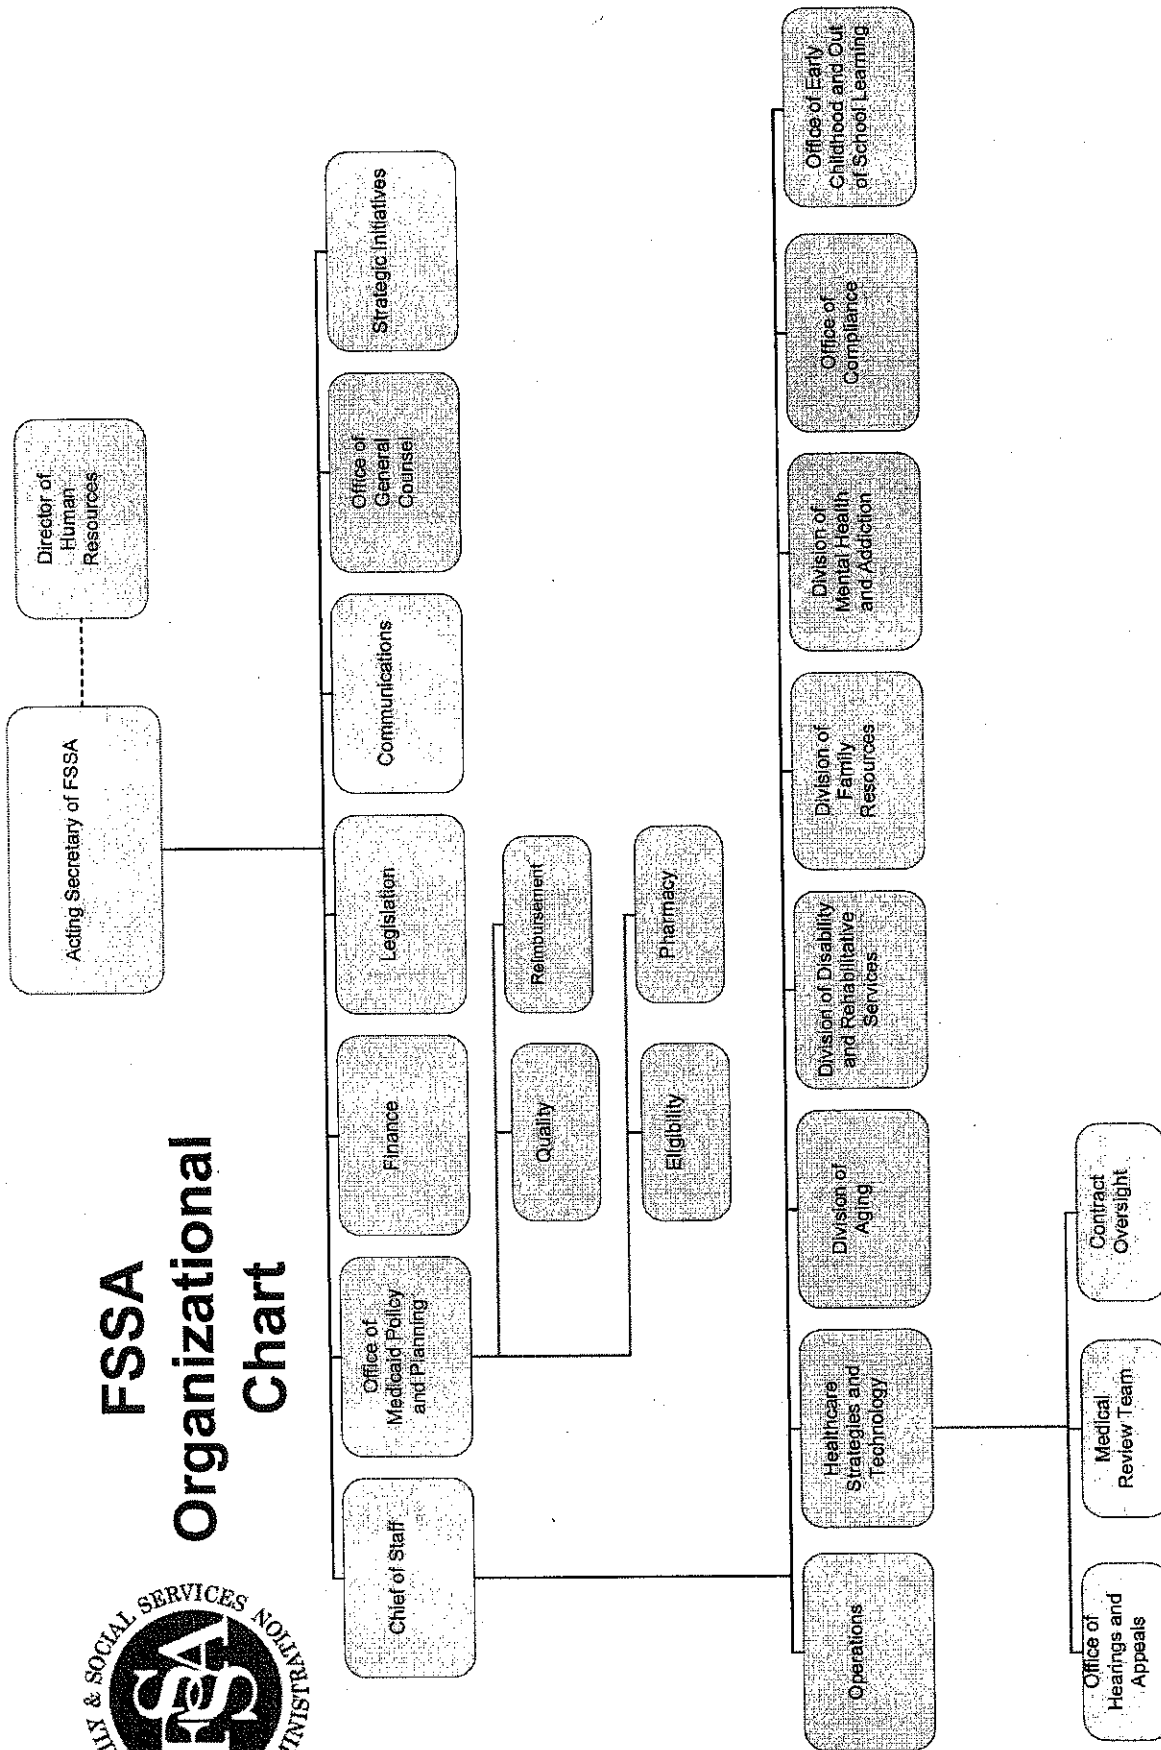 FAMILY & SOCIAL SERVICES ADMINISTRATION
FSSA
FSSA
Organizational
Chart
Acting Secretary of FSSA
Director of
Human
Resources
Chief of Staff
Office of
Medicaid Policy
and Planning
Finance
Legislation
Communications
Office of
General
Counsel
Strategic Initiatives
Quality
Reimbursement
Eligibility
Pharmacy
Operations
Healthcare
Strategies and
Technology
Division of
Aging
Division of Disability
and Rehabilitative
Services
Division of
Family
Resources
Division of
Mental Health
and Addiction
Office of
Compliance
Office of Early
Childhood and Out
of School Learning
Office of
Hearings and
Appeals
Medical
Review Team
Contract
Oversight